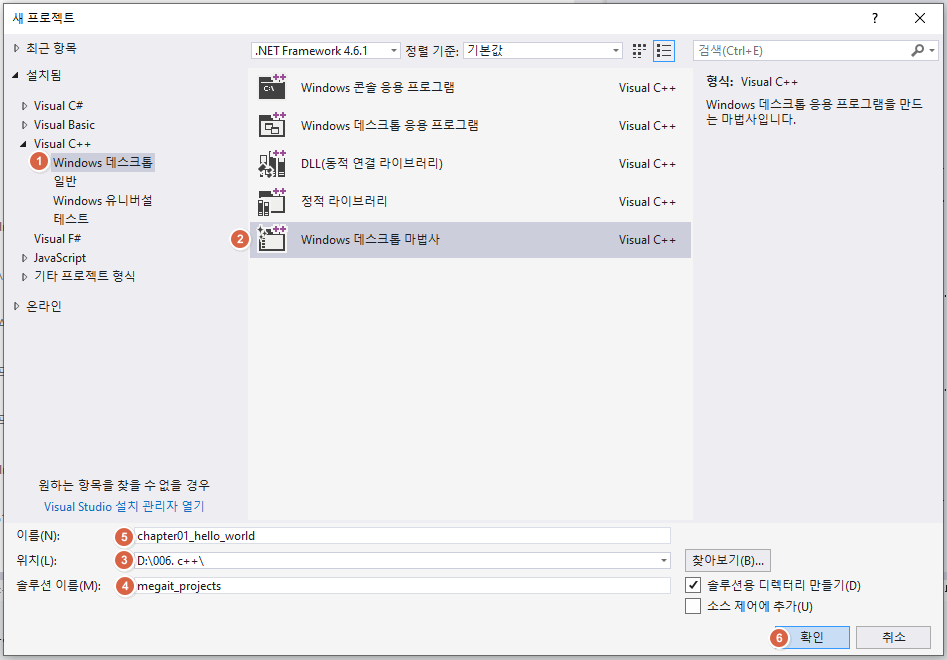 새 프로젝트
?
최근 항목
.NET Framework 4.6.1
정렬 기준: 기본값
검색(Ctrl+E)
설치됨
Visual C#
Visual Basic
Visual C++
1 Windows 데스크톱
일반
Windows 유니버설
테스트
Visual F#
JavaScript
기타 프로젝트 형식
온라인
Windows 콘솔 응용 프로그램 Visual C++
Windows 데스크톱 응용 프로그램 Visual C++
DLL(동적 연결 라이브러리) Visual C++
정적 라이브러리 Visual C++
2 Windows 데스크톱 마법사 Visual C++
형식: Visual C++
Windows 데스크톱 응용 프로그램을 만드
는 마법사입니다.
원하는 항목을 찾을 수 없을 경우
Visual Studio 설치 관리자 열기
이름(N): 5 chapter01_hello_world
위치(L): 3 D:\006. c++\ 찾아보기(B)...
솔루션 이름(M): 4 megait_projects
솔루션용 디렉터리 만들기(D)
소스 제어에 추가(U)
6 확인 취소